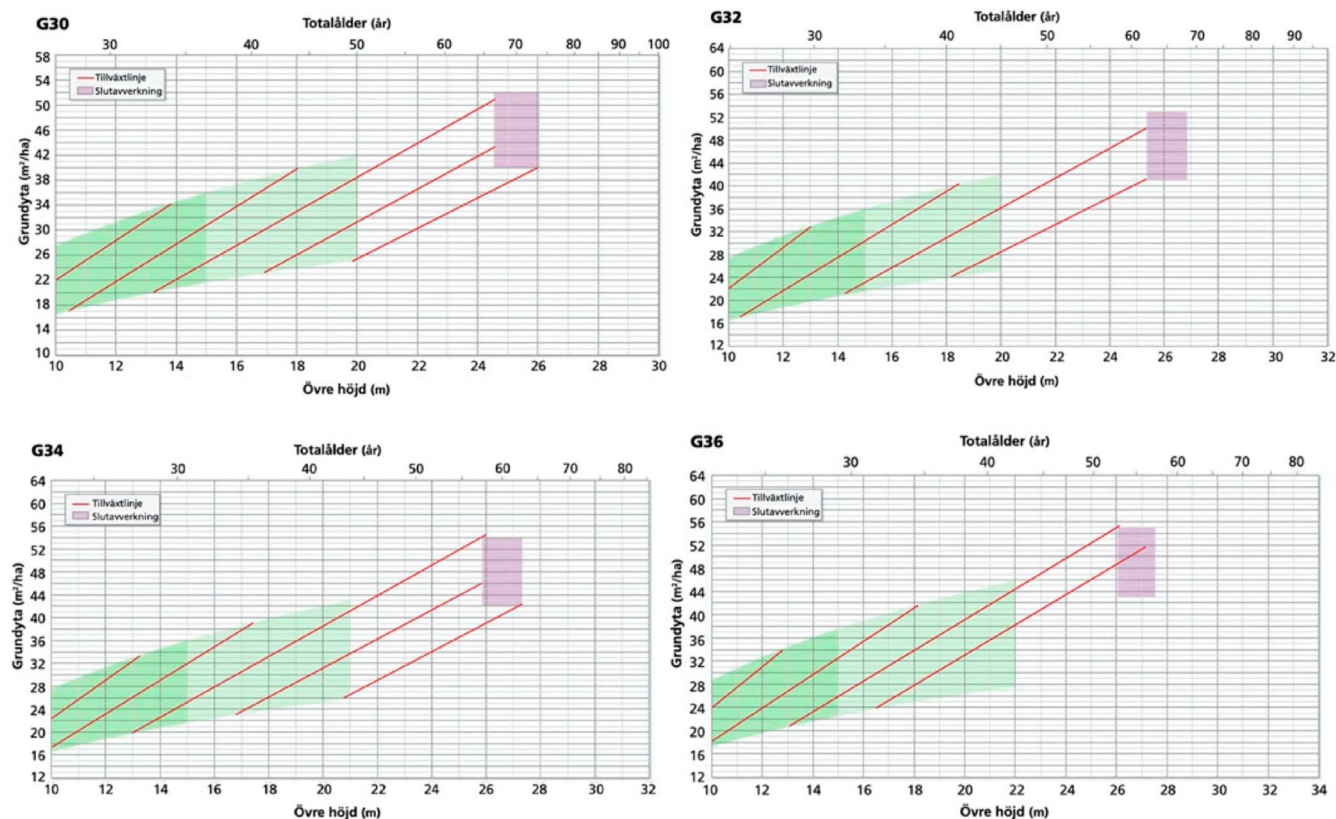 G30
Totalålder (år)
30 40 50 60 70 80 90 100
58
54
50
46
42
38
34
30
26
22
18
14
10
Grundyta (m²/ha)
Tillväxtlinje
Slutavverkning
10 12 14 16 18 20 22 24 26 28 30
Övre höjd (m)
G32
Totalålder (år)
30 40 50 60 70 80 90
64
60
56
52
48
44
40
36
32
28
24
20
16
12
Grundyta (m²/ha)
Tillväxtlinje
Slutavverkning
10 12 14 16 18 20 22 24 26 28 30 32
Övre höjd (m)
G34
Totalålder (år)
30 40 50 60 70 80
64
60
56
52
48
44
40
36
32
28
24
20
16
12
Grundyta (m²/ha)
Tillväxtlinje
Slutavverkning
10 12 14 16 18 20 22 24 26 28 30 32
Övre höjd (m)
G36
Totalålder (år)
30 40 50 60 70 80
64
60
56
52
48
44
40
36
32
28
24
20
16
12
Grundyta (m²/ha)
Tillväxtlinje
Slutavverkning
10 12 14 16 18 20 22 24 26 28 30 32 34
Övre höjd (m)